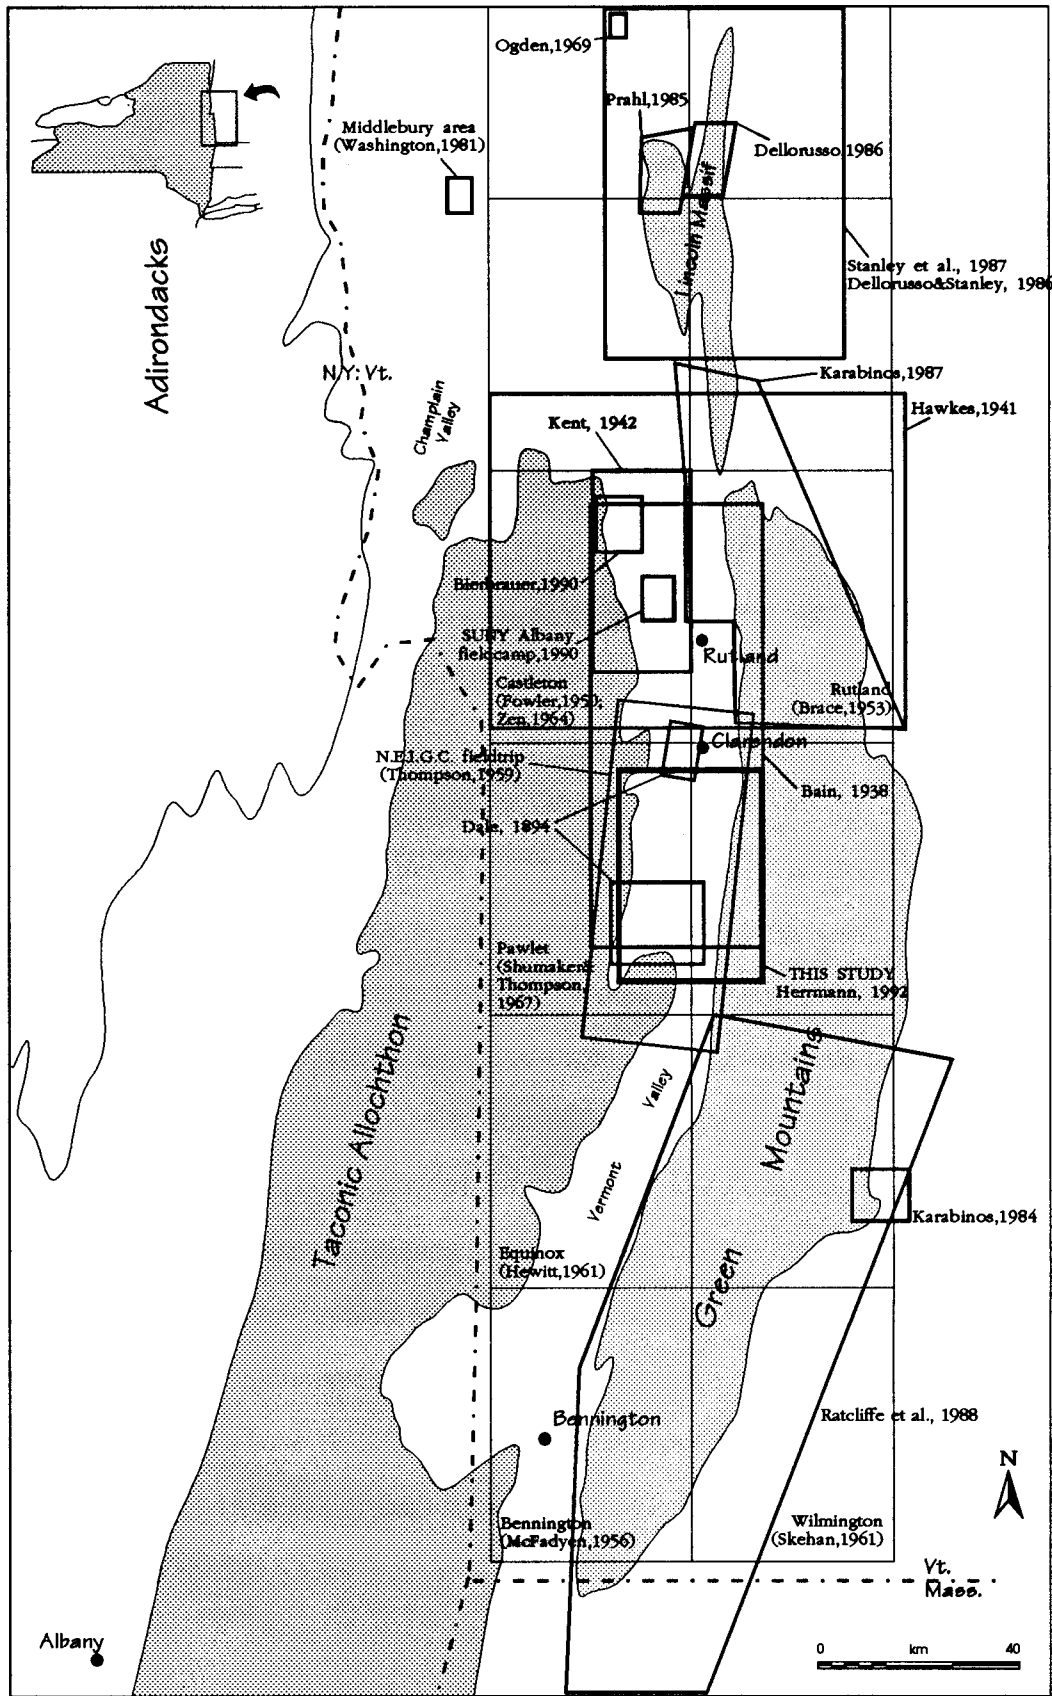 Ogden,1969
Prahl,1985
Middlebury area
(Washington,1981)
Dellorusso,1986
Lincoln Massif
Adirondacks
Stanley et al., 1987
Dellorusso&Stanley, 1986
N.Y. Vt.
Karabinos,1987
Champlain
Valley
Hawkes,1941
Kent, 1942
Bierbrauer,1990
SUNY Albany
fieldcamp,1990
Rutland
Castleton
(Fowler,1950;
Zen,1964)
Rutland
(Brace,1953)
Clarendon
N.E.I.G.C. fieldtrip
(Thompson,1959)
Bain, 1938
Dale, 1894
Pawlet
(Shumaker&
Thompson,
1967)
THIS STUDY
Herrmann, 1992
Taconic Allochthon
Vermont Valley
Green Mountains
Karabinos,1984
Equinox
(Hewitt,1961)
Bennington
Ratcliffe et al., 1988
N
Bennington
(McFadyen,1956)
Wilmington
(Skehan,1961)
Vt.
Mass.
Albany
0 km 40